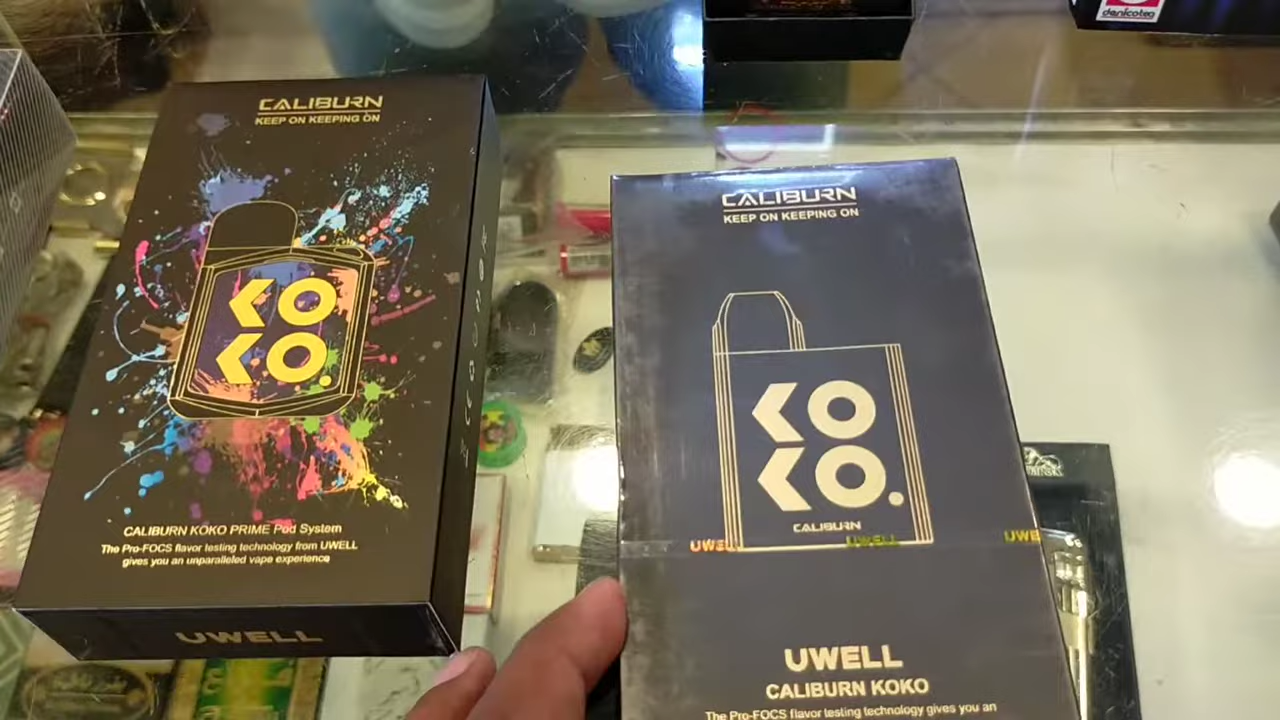 CALIBURN
KEEP ON KEEPING ON
KO
KO.
CALIBURN KOKO PRIME Pod System
The Pro-FOCS flavor testing technology from UWELL
gives you an unparalleled vape experience
UWELL
CALIBURN
KEEP ON KEEPING ON
KO
KO.
CALIBURN
UWELL UWELL UWE
UWELL
CALIBURN KOKO
The Pro-FOCS flavor testing technology gives you an
denicotea